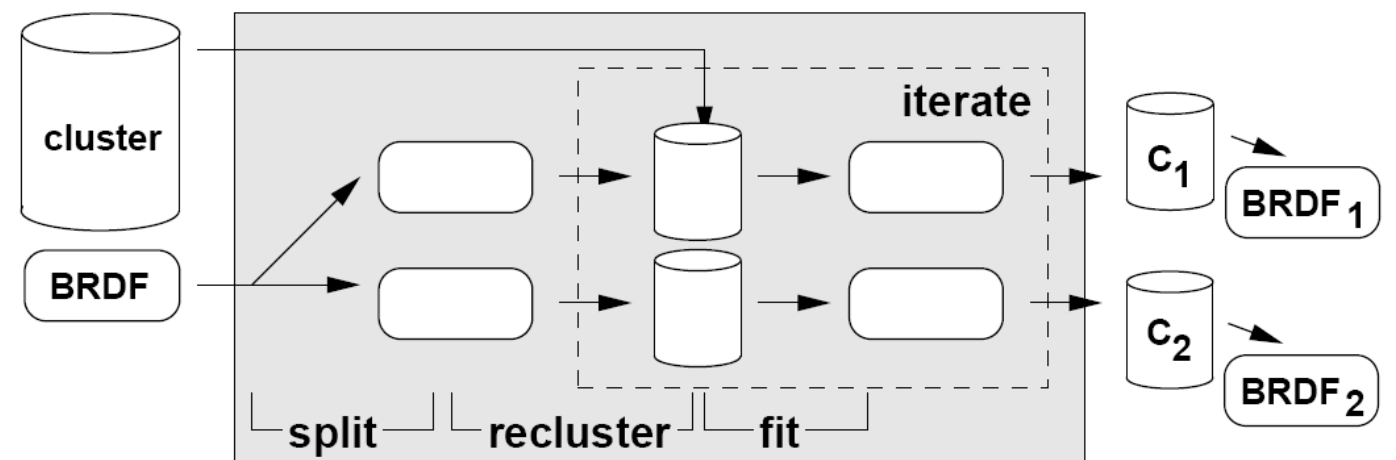 cluster
BRDF
iterate
split
recluster
fit
C1
BRDF1
C2
BRDF2